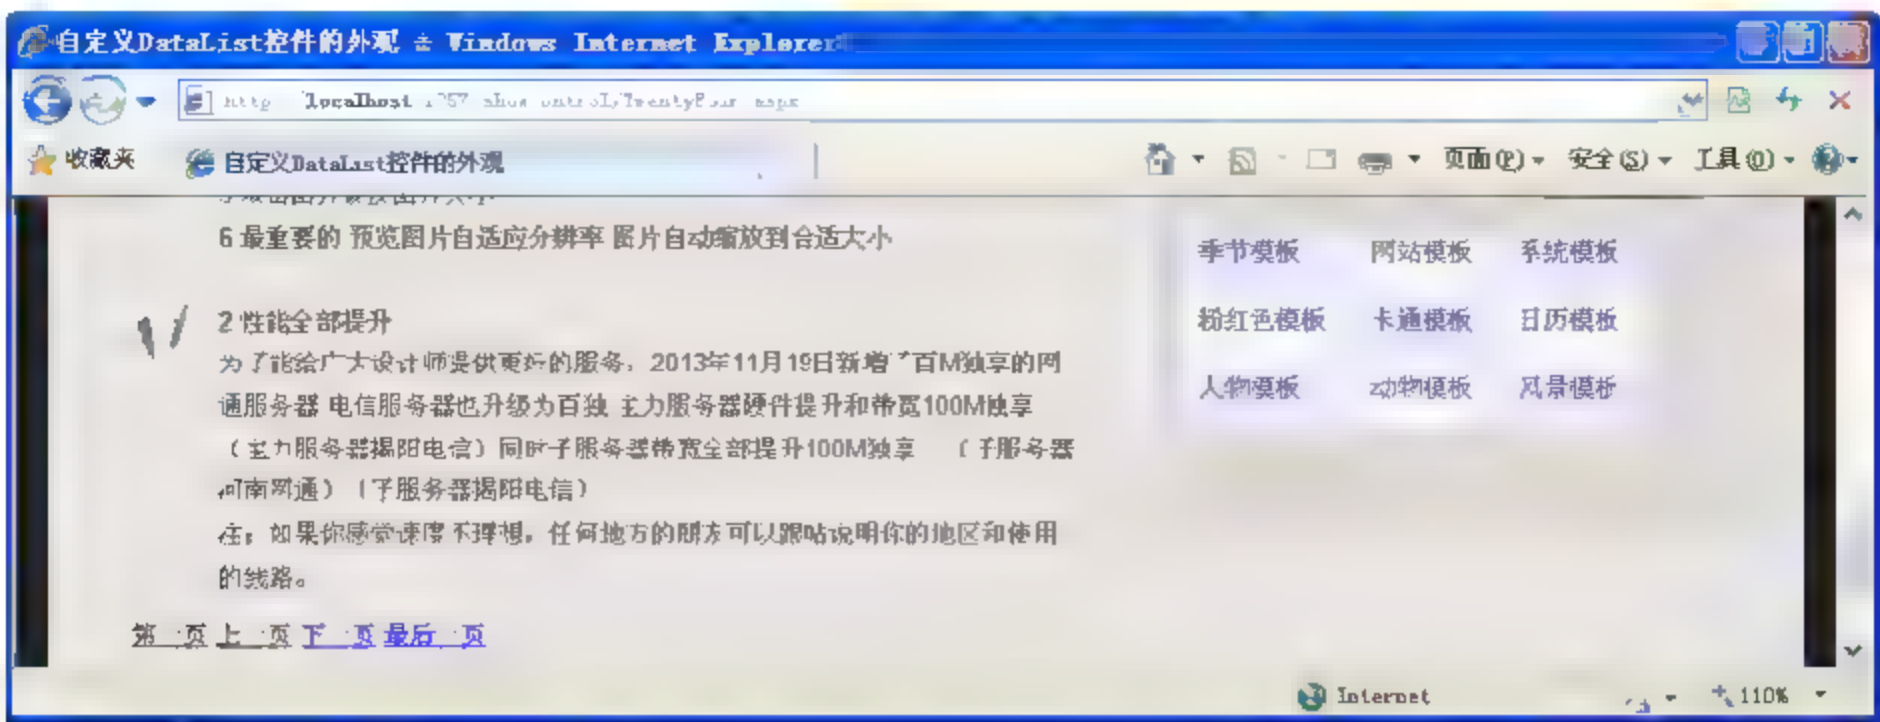 自定义DataList控件的外观 - Windows Internet Explorer
http localhost TwentyFour aspx
收藏夹 自定义DataList控件的外观 页面(P) 安全(S) 工具(O)
6 最重要的 预览图片自适应分辨率 图片自动缩放到合适大小
季节模板 网站模板 系统模板
2 性能全部提升
粉红色模板 卡通模板 日历模板
为了能给广大设计师提供更好的服务，2013年11月19日新增了百M独享的网
人物模板 动物模板 风景模板
通服务器 电信服务器也升级为百独 主力服务器硬件提升和带宽100M独享
（主力服务器揭阳电信）同时子服务器带宽全部提升100M独享 （子服务器
河南网通）（子服务器揭阳电信）
注：如果你感觉速度不理想，任何地方的朋友可以跟帖说明你的地区和使用
的线路。
第一页 上一页 下一页 最后一页
Internet 110%